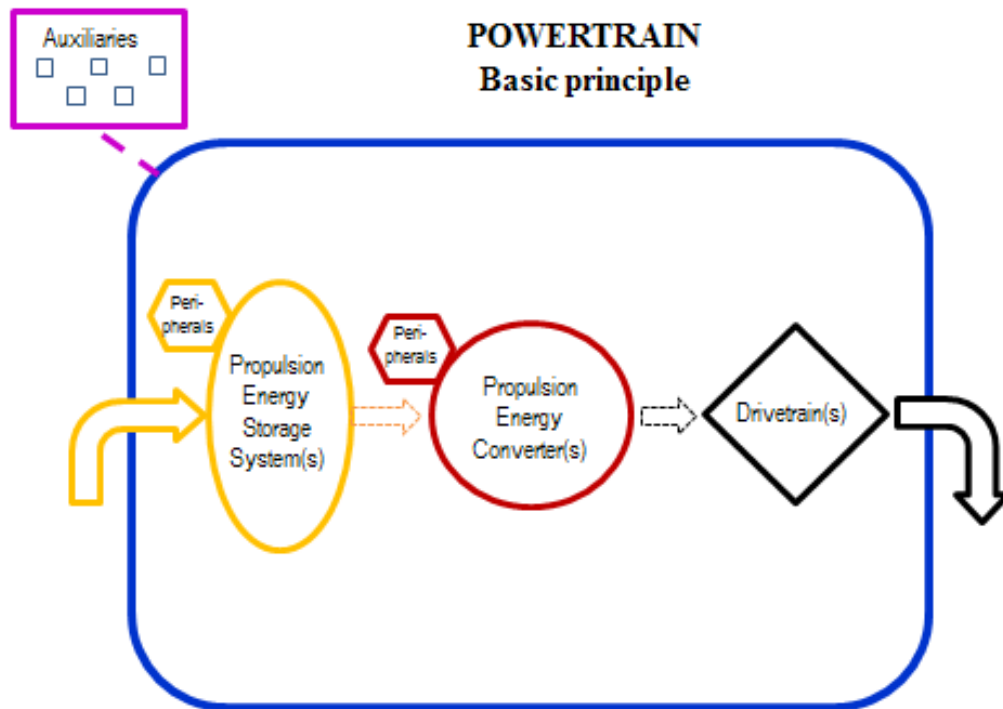 Auxiliaries
POWERTRAIN
Basic principle
Peri-
pherals
Propulsion
Energy
Storage
System(s)
Peri-
pherals
Propulsion
Energy
Converter(s)
Drivetrain(s)